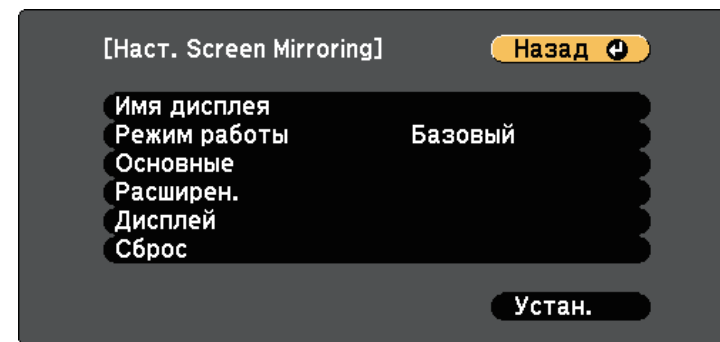 [Наст. Screen Mirroring] Назад
Имя дисплея
Режим работы Базовый
Основные
Расширен.
Дисплей
Сброс
Устан.